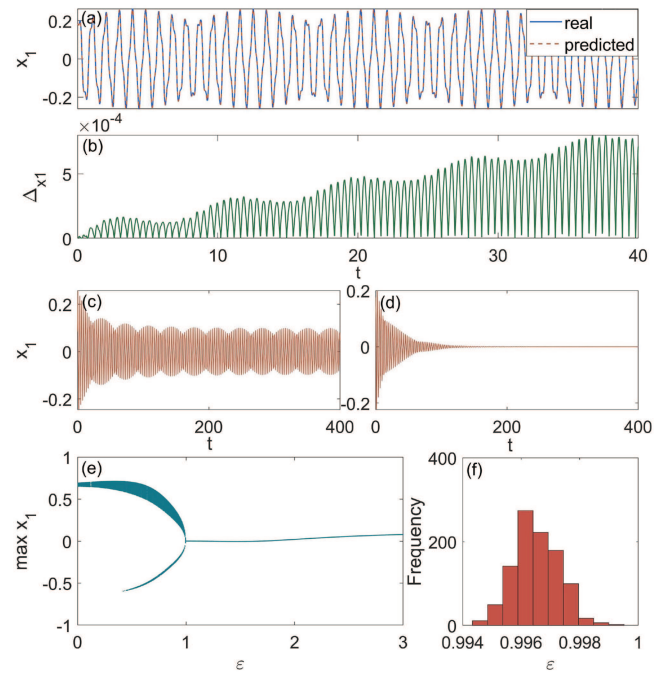 (a)
real
predicted
0.2
0
-0.2
x1
×10-4
(b)
5
0
Δx1
0 10 20 30 40
t
(c)
0.2
0
-0.2
x1
0 200 400
t
(d)
0.2
0
-0.2
0 200 400
t
(e)
1
0.5
0
-0.5
-1
max x1
0 1 2 3
ε
(f)
400
200
0
Frequency
0.994 0.996 0.998 1
ε